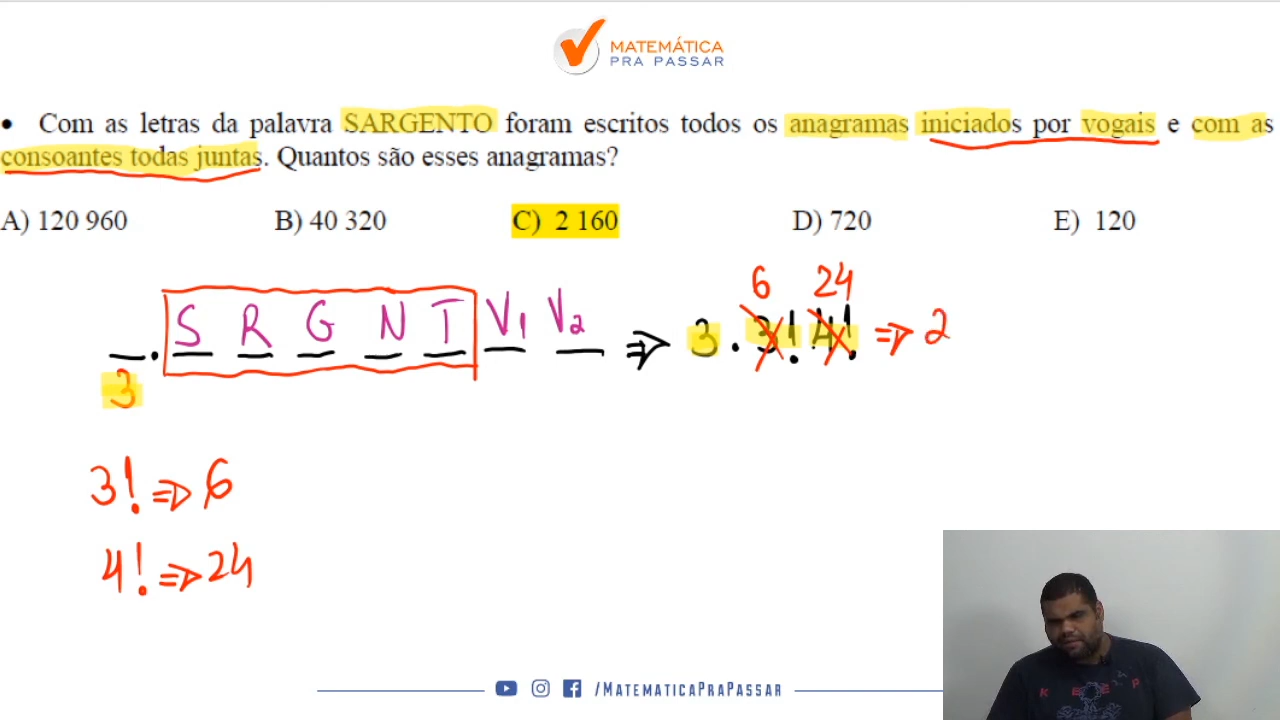 MATEMÁTICA
PRA PASSAR
• Com as letras da palavra SARGENTO foram escritos todos os anagramas iniciados por vogais e com as
consoantes todas juntas. Quantos são esses anagramas?
A) 120 960 B) 40 320 C) 2 160 D) 720 E) 120
6 24
S R G N T V1 V2 ⇒ 3 . 3! 4! ⇒ 2
3
3! ⇒ 6
4! ⇒ 24
K E E P
/MATEMATICAPRAPASSAR